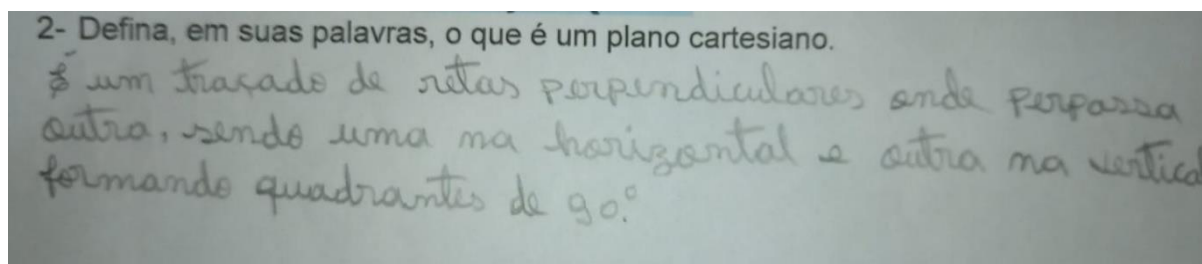 2- Defina, em suas palavras, o que é um plano cartesiano.
É um traçado de retas perpendiculares onde perpassa
outra, sendo uma na horizontal e outra na vertical
formando quadrantes de 90°.